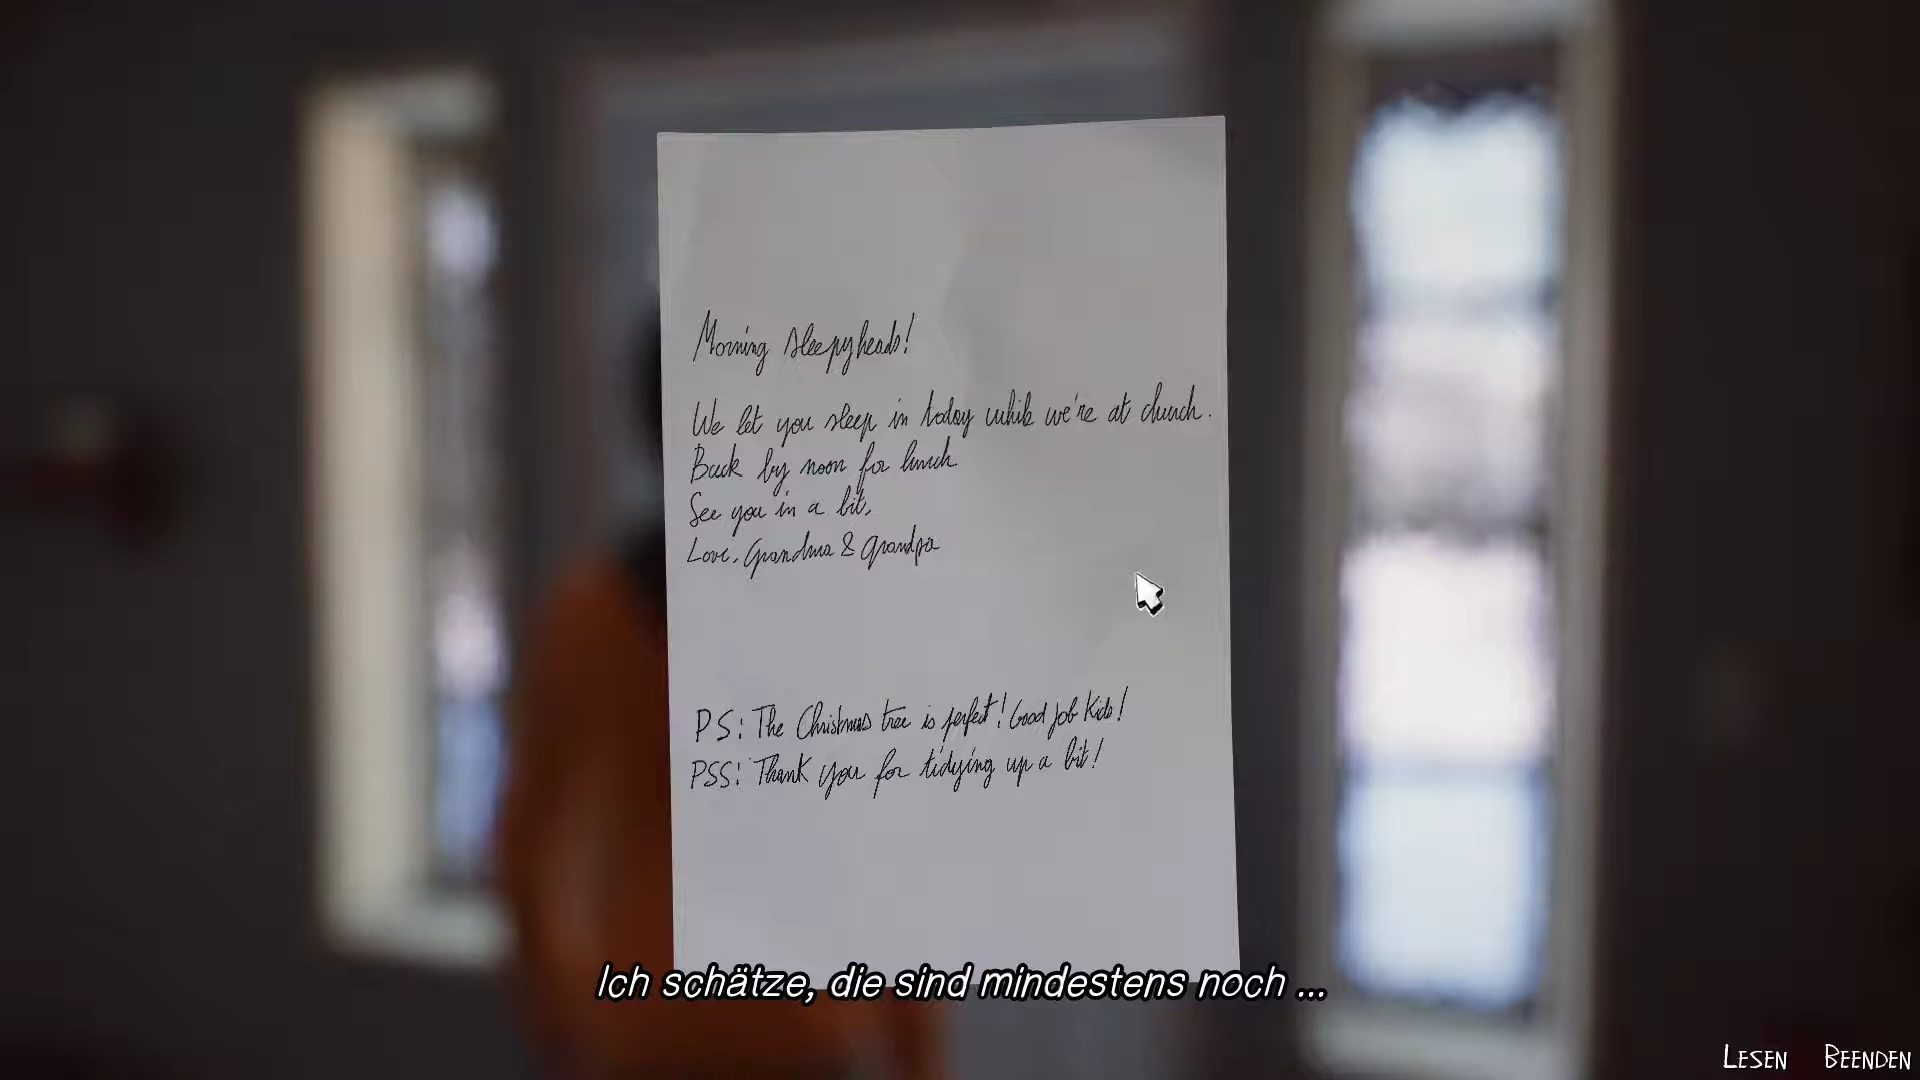 Morning sleepyheads!
We let you sleep in today while we're at church.
Back by noon for lunch
See you in a bit,
Love, Grandma & Grandpa
PS: The Christmas tree is perfect! Good job Kids!
PSS: Thank you for tidying up a bit!
Ich schätze, die sind mindestens noch ...
LESEN BEENDEN